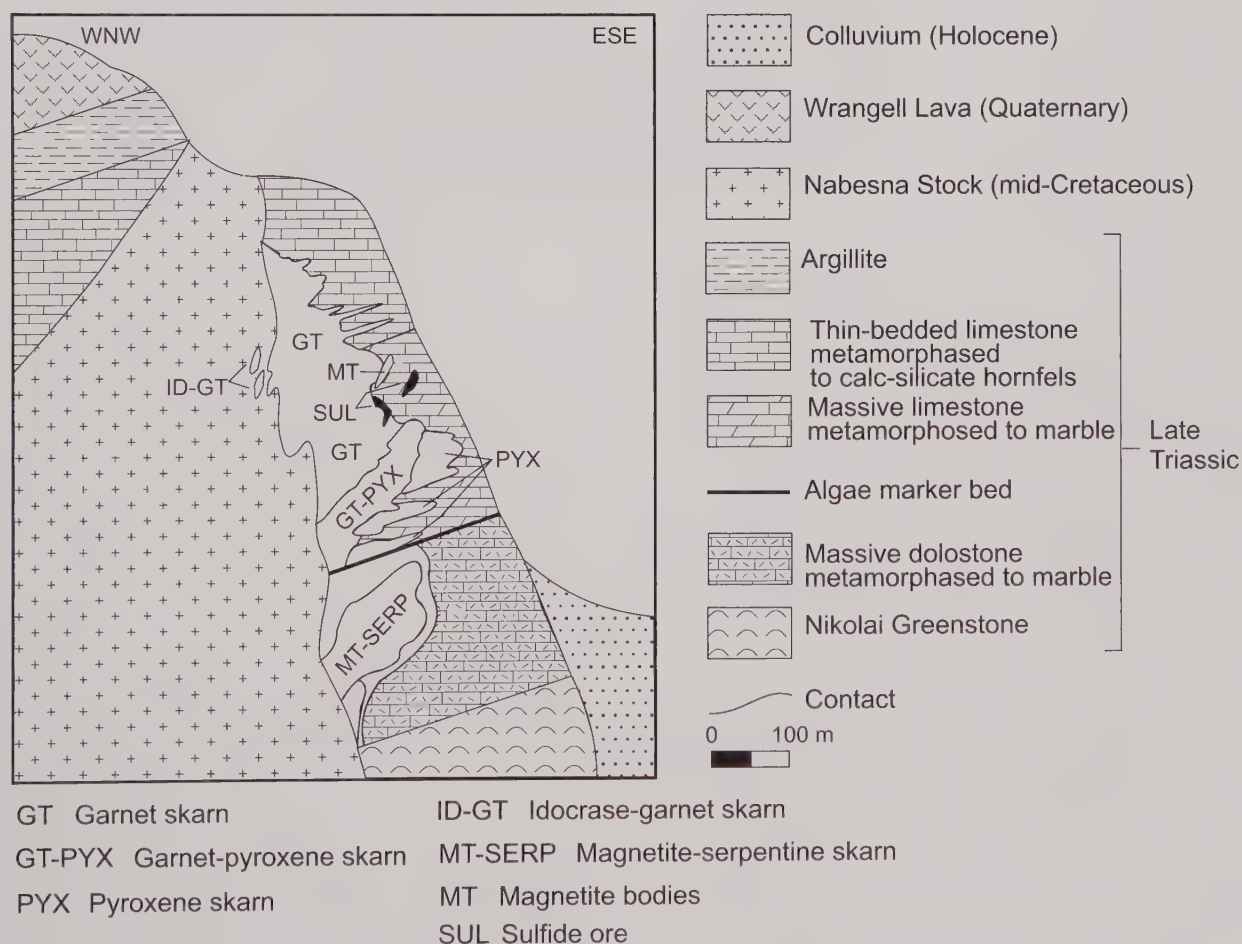 WNW
ESE
GT
MT
ID-GT
SUL
GT
PYX
GT-PYX
MT-SERP
Colluvium (Holocene)
Wrangell Lava (Quaternary)
Nabesna Stock (mid-Cretaceous)
Argillite
Thin-bedded limestone
metamorphased
to calc-silicate hornfels
Massive limestone
metamorphosed to marble
Late
Triassic
Algae marker bed
Massive dolostone
metamorphased to marble
Nikolai Greenstone
Contact
0 100 m
GT Garnet skarn
GT-PYX Garnet-pyroxene skarn
PYX Pyroxene skarn
ID-GT Idocrase-garnet skarn
MT-SERP Magnetite-serpentine skarn
MT Magnetite bodies
SUL Sulfide ore